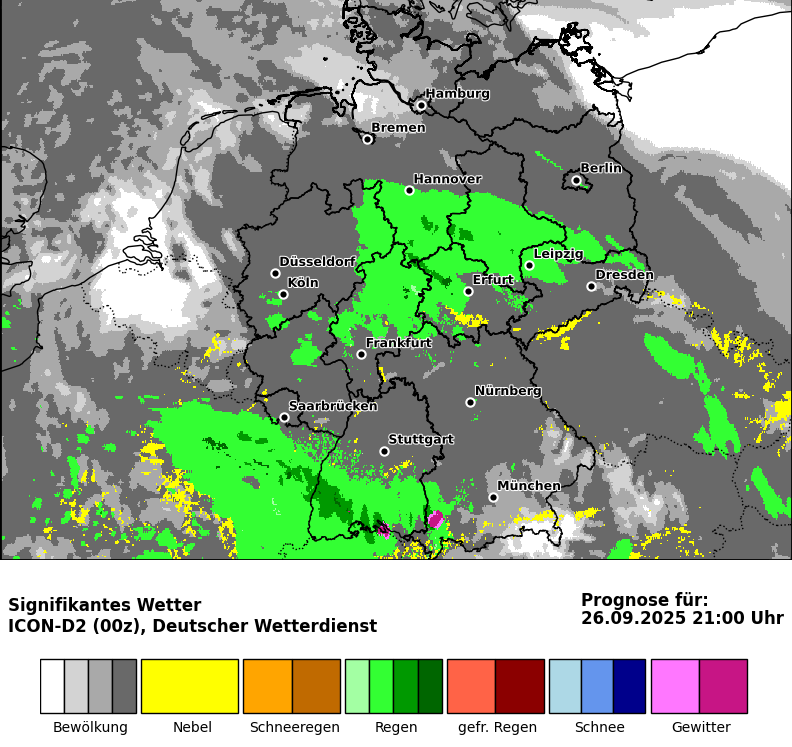 Hamburg
Bremen
Berlin
Hannover
Leipzig
Düsseldorf
Dresden
Köln
Erfurt
Frankfurt
Nürnberg
Saarbrücken
Stuttgart
München
Signifikantes Wetter
ICON-D2 (00z), Deutscher Wetterdienst
Prognose für:
26.09.2025 21:00 Uhr
Bewölkung
Nebel
Schneeregen
Regen
gefr. Regen
Schnee
Gewitter